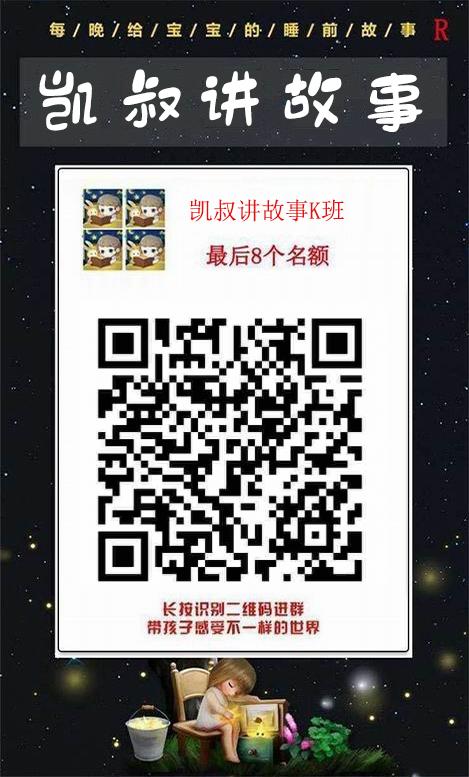 每/晚/给/宝/宝/的/睡/前/故/事 R
凯叔讲故事
凯叔讲故事K班
最后8个名额
长按识别二维码进群
带孩子感受不一样的世界